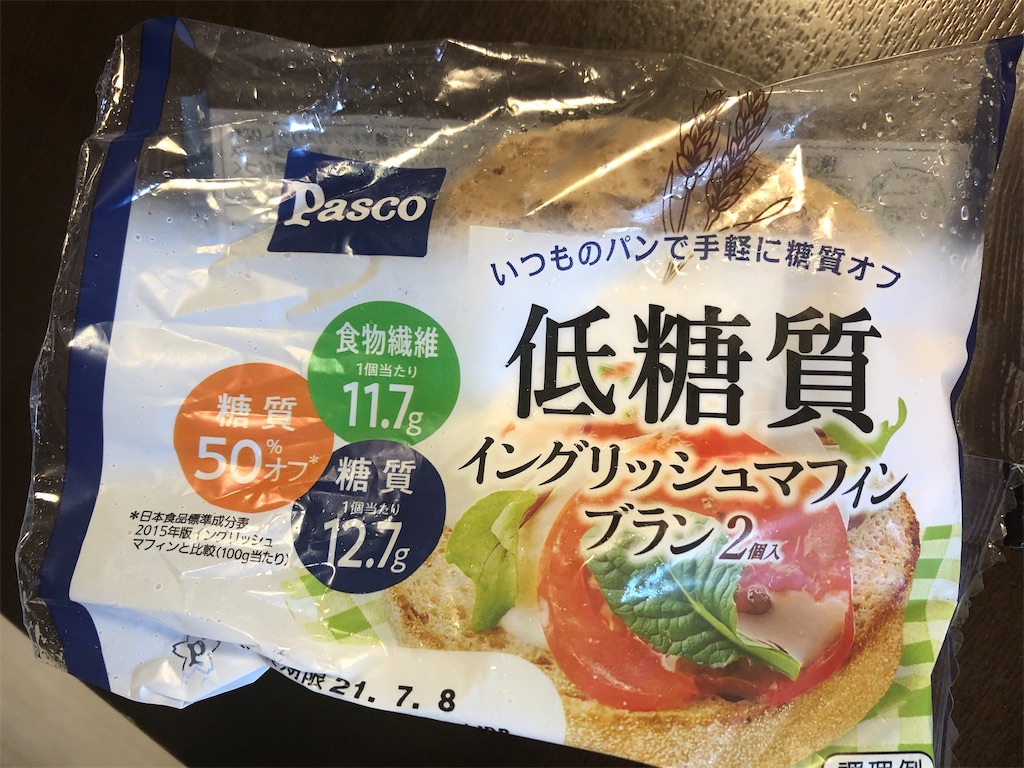 Pasco
いつものパンで手軽に糖質オフ
低糖質
イングリッシュマフィン
ブラン2個入
食物繊維
1個当たり
11.7g
糖質
50%オフ*
糖質
1個当たり
12.7g
*日本食品標準成分表
2015年版イングリッシュ
マフィンと比較(100g当たり)
P
期限 21. 7. 8
調理例